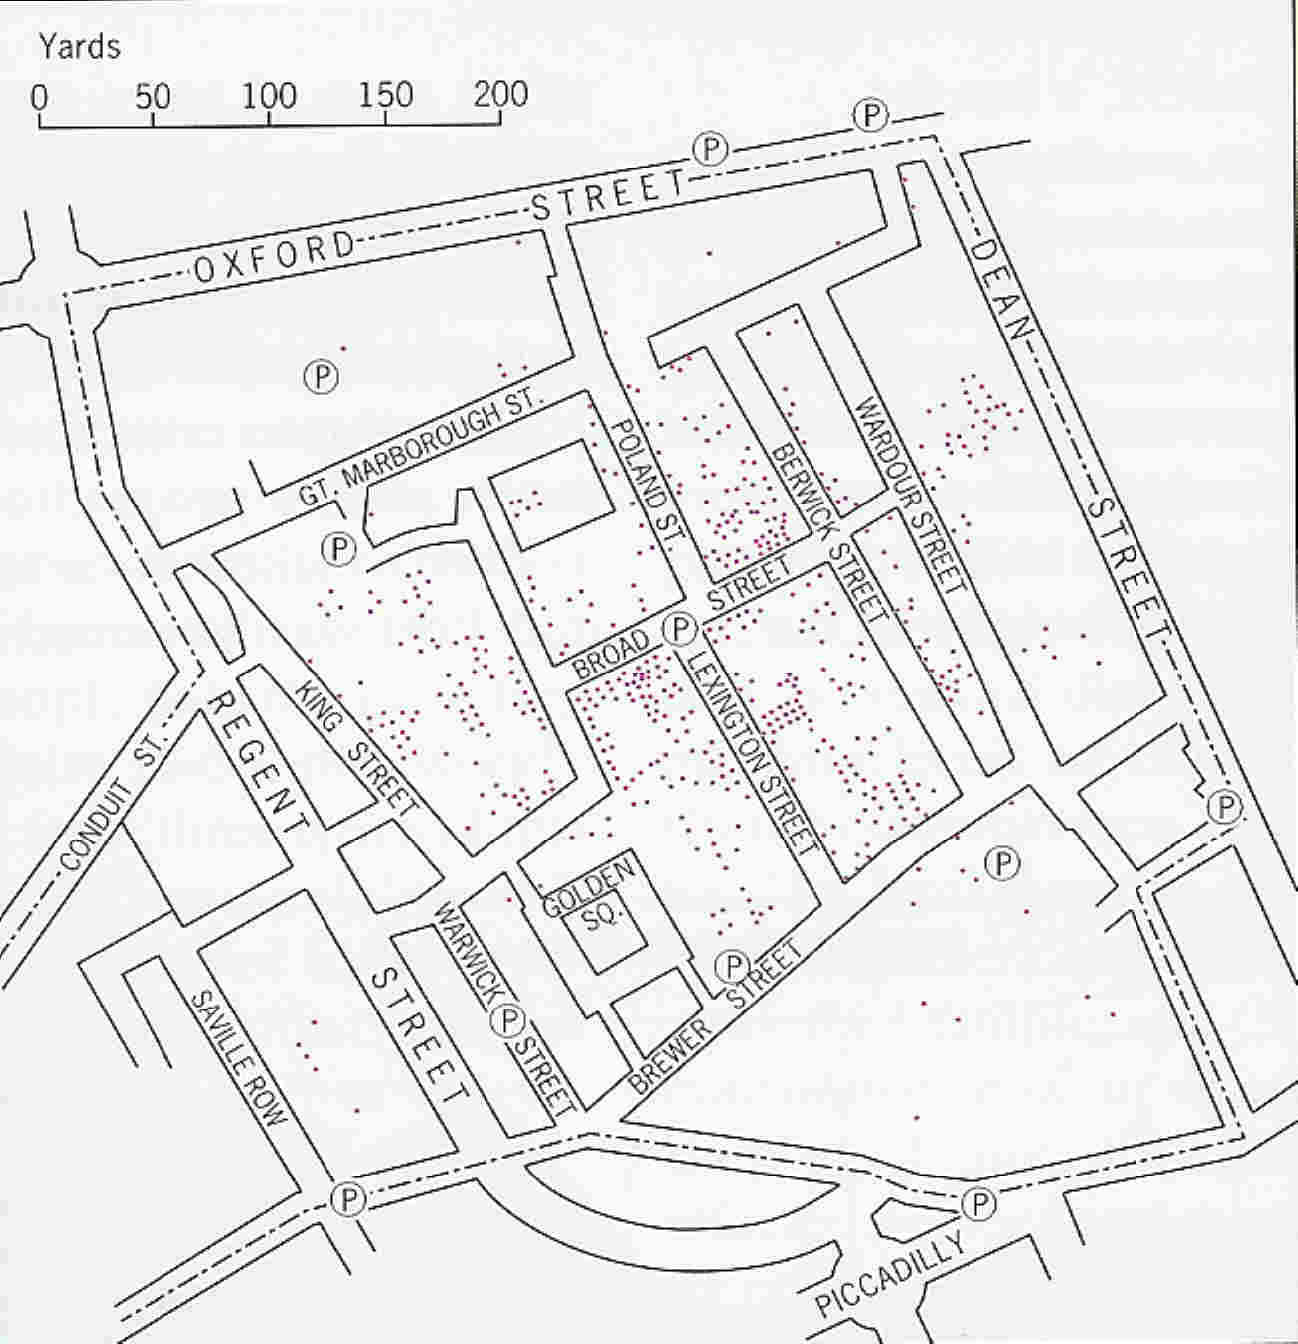 Yards
0 50 100 150 200
P
P
OXFORD STREET
DEAN STREET
P
GT. MARBOROUGH ST.
POLAND ST.
BERWICK STREET
WARDOUR STREET
P
BROAD STREET
P
LEXINGTON STREET
KING STREET
REGENT STREET
CONDUIT ST.
P
P
GOLDEN
SQ.
WARWICK STREET
P
P
BREWER STREET
SAVILLE ROW
P
P
PICCADILLY